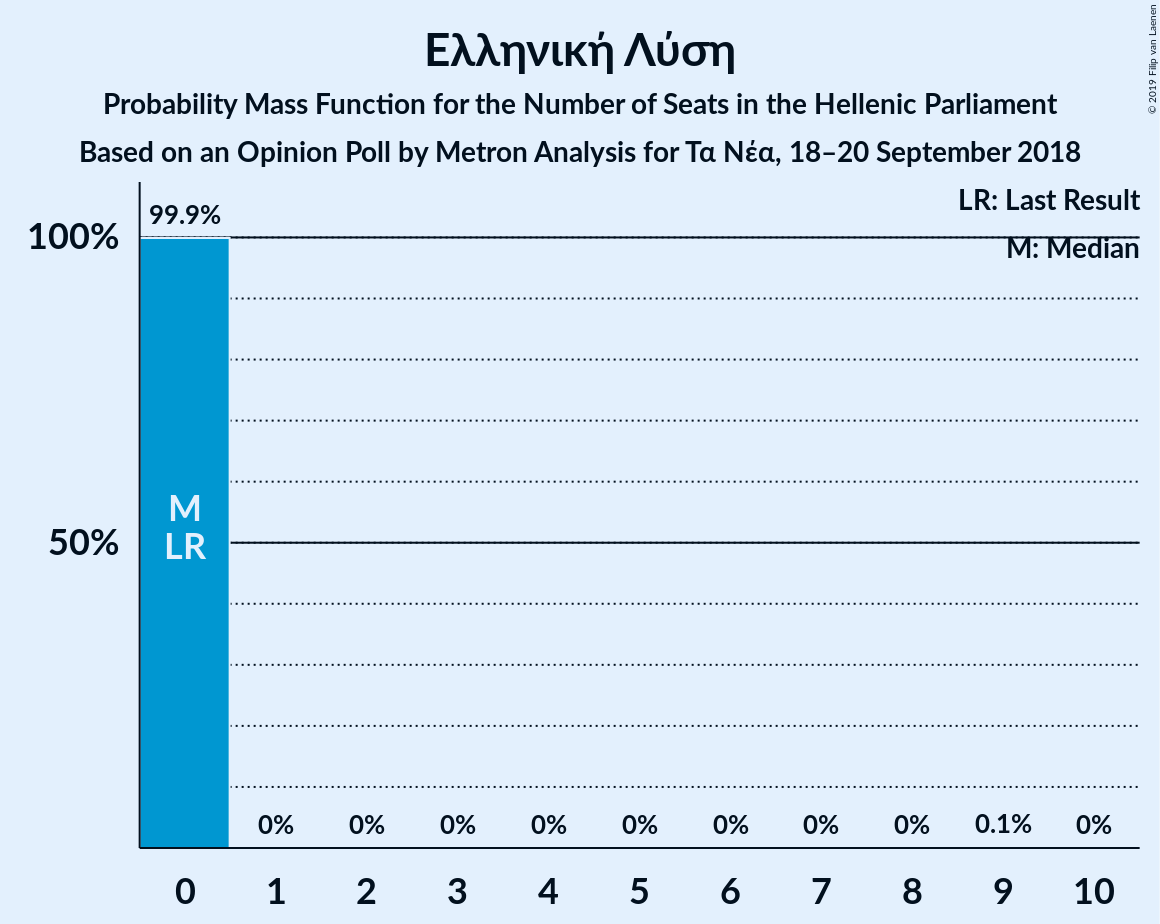 Ελληνική Λύση
Probability Mass Function for the Number of Seats in the Hellenic Parliament
Based on an Opinion Poll by Metron Analysis for Τα Νέα, 18–20 September 2018
© 2019 Filip van Laenen
LR: Last Result
M: Median
99.9%
100%
50%
M
LR
0% 0% 0% 0% 0% 0% 0% 0% 0.1% 0%
0 1 2 3 4 5 6 7 8 9 10